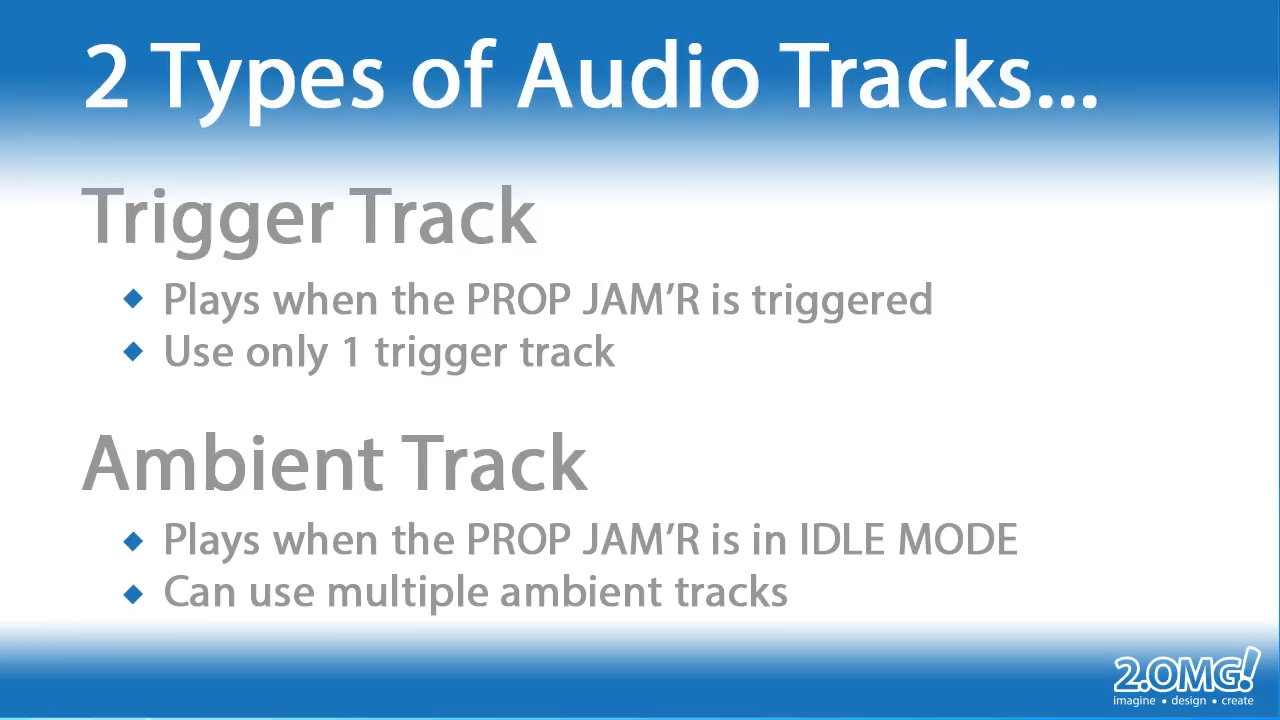 2 Types of Audio Tracks...
Trigger Track
◆ Plays when the PROP JAM’R is triggered
◆ Use only 1 trigger track
Ambient Track
◆ Plays when the PROP JAM’R is in IDLE MODE
◆ Can use multiple ambient tracks
2.OMG!
imagine • design • create